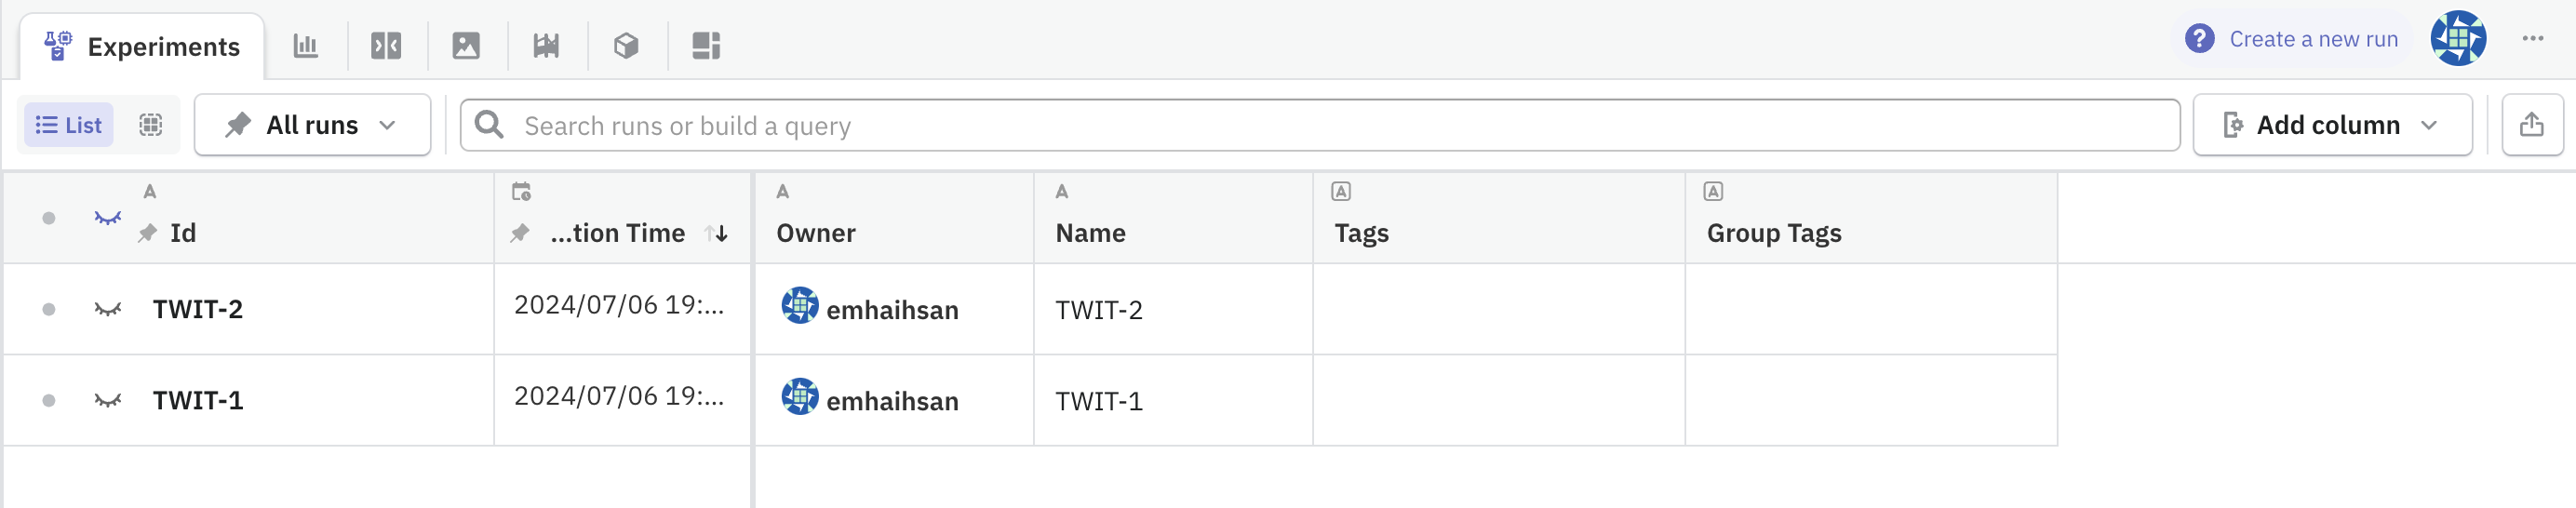 Experiments
? Create a new run
List
All runs
Search runs or build a query
Add column
A A A A A
Id ...tion Time Owner Name Tags Group Tags
TWIT-2 2024/07/06 19:... emhaihsan TWIT-2
TWIT-1 2024/07/06 19:... emhaihsan TWIT-1